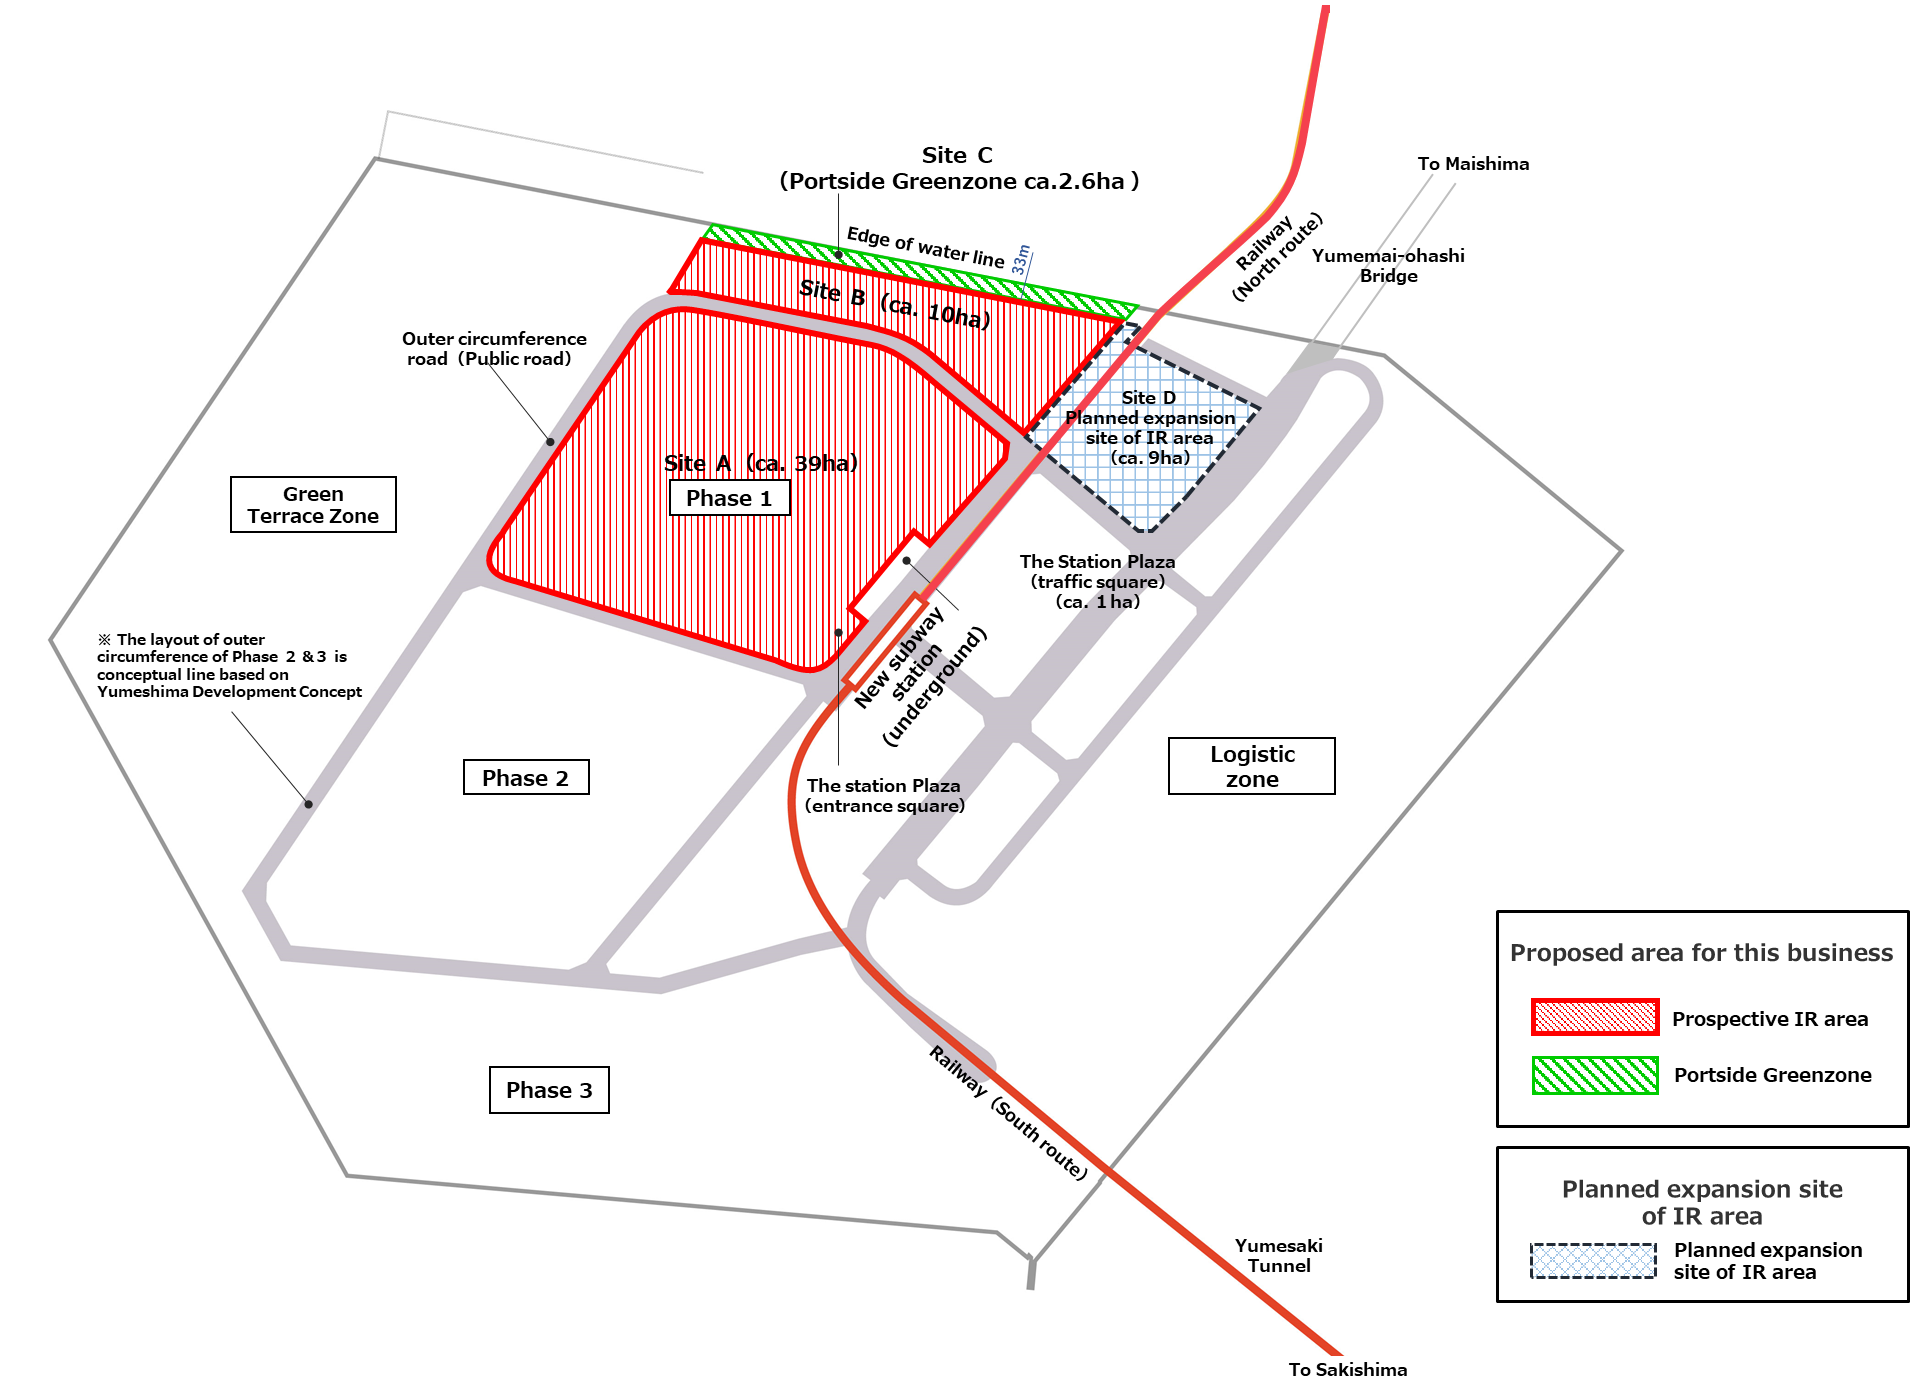 Site C
(Portside Greenzone ca.2.6ha)
To Maishima
Edge of water line
33m
Railway
(North route)
Yumemai-ohashi
Bridge
Site B (ca. 10ha)
Outer circumference
road (Public road)
Site D
Planned expansion
site of IR area
(ca. 9ha)
Site A (ca. 39ha)
Phase 1
Green
Terrace Zone
The Station Plaza
(traffic square)
(ca. 1ha)
New subway
station
(underground)
※ The layout of outer
circumference of Phase 2 &3 is
conceptual line based on
Yumeshima Development Concept
Phase 2
The station Plaza
(entrance square)
Logistic
zone
Phase 3
Railway (South route)
Yumesaki
Tunnel
To Sakishima
Proposed area for this business
Prospective IR area
Portside Greenzone
Planned expansion site
of IR area
Planned expansion
site of IR area